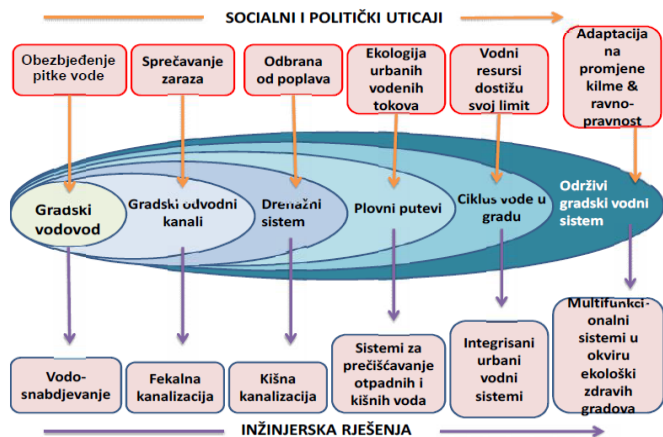 SOCIALNI I POLITIČKI UTICAJI
Obezbjeđenje
pitke vode
Sprečavanje
zaraza
Odbrana
od poplava
Ekologija
urbanih
vodenih
tokova
Vodni
resursi
dostižu
svoj limit
Adaptacija
na
promjene
kilme &
ravno-
pravnost
Gradski
vodovod
Gradski odvodni
kanali
Drenažni
sistem
Plovni putevi
Ciklus vode u
gradu
Održivi
gradski vodni
sistem
Vodo-
snabdjevanje
Fekalna
kanalizacija
Kišna
kanalizacija
Sistemi za
prečišćavanje
otpadnih i
kišnih voda
Integrisani
urbani
vodni
sistemi
Multifunkci-
onalni
sistemi u
okviru
ekološki
zdravih
gradova
INŽINJERSKA RJEŠENJA